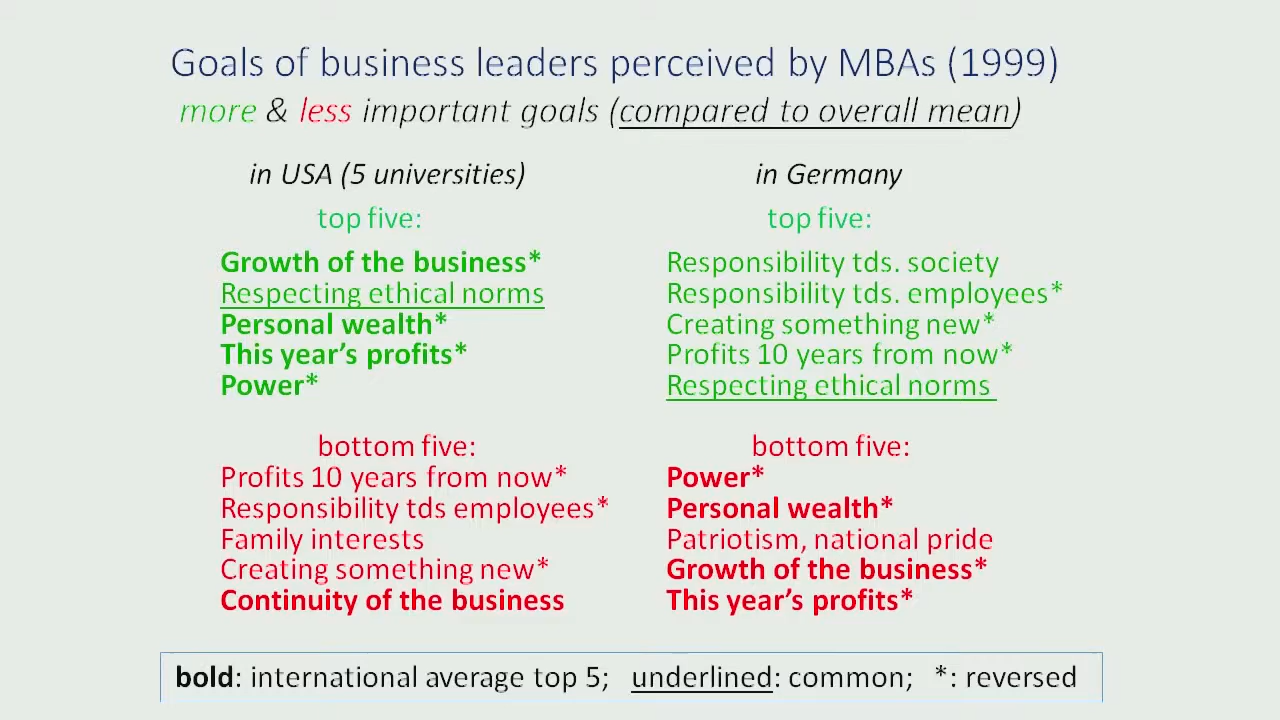 Goals of business leaders perceived by MBAs (1999)
more & less important goals (compared to overall mean)
in USA (5 universities)
top five:
Growth of the business*
Respecting ethical norms
Personal wealth*
This year's profits*
Power*
bottom five:
Profits 10 years from now*
Responsibility tds employees*
Family interests
Creating something new*
Continuity of the business
in Germany
top five:
Responsibility tds. society
Responsibility tds. employees*
Creating something new*
Profits 10 years from now*
Respecting ethical norms
bottom five:
Power*
Personal wealth*
Patriotism, national pride
Growth of the business*
This year's profits*
bold: international average top 5; underlined: common; *: reversed